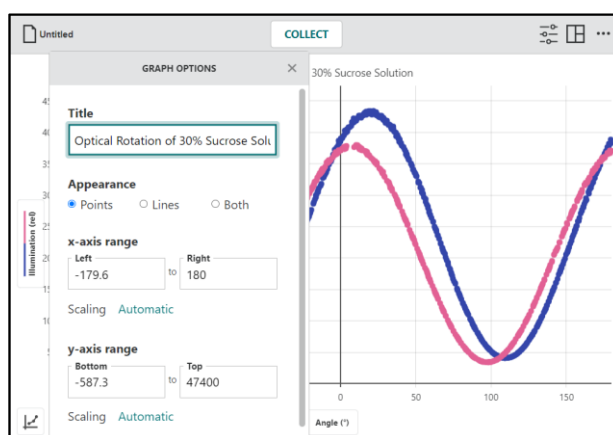 Untitled
COLLECT
GRAPH OPTIONS
30% Sucrose Solution
Title
Optical Rotation of 30% Sucrose
Appearance
Points Lines Both
x-axis range
Left Right
-179.6 to 180
Scaling Automatic
y-axis range
Bottom Top
-587.3 to 47400
Scaling Automatic
Illumination (rel)
0 50 100 150
Angle (°)